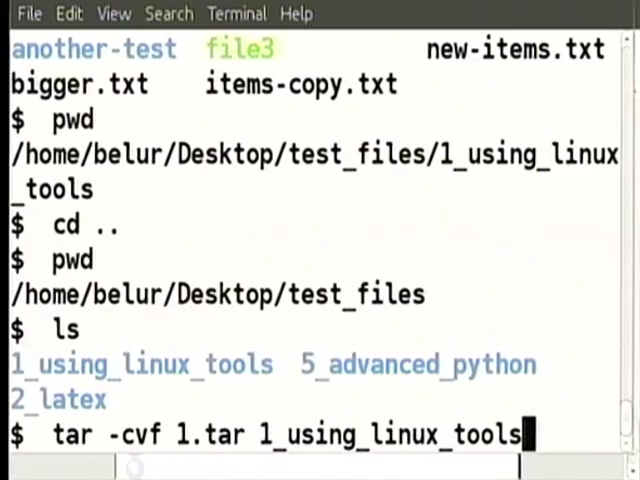 File Edit View Search Terminal Help
another-test file3 new-items.txt
bigger.txt items-copy.txt
$ pwd
/home/belur/Desktop/test_files/1_using_linux
_tools
$ cd ..
$ pwd
/home/belur/Desktop/test_files
$ ls
1_using_linux_tools 5_advanced_python
2_latex
$ tar -cvf 1.tar 1_using_linux_tools